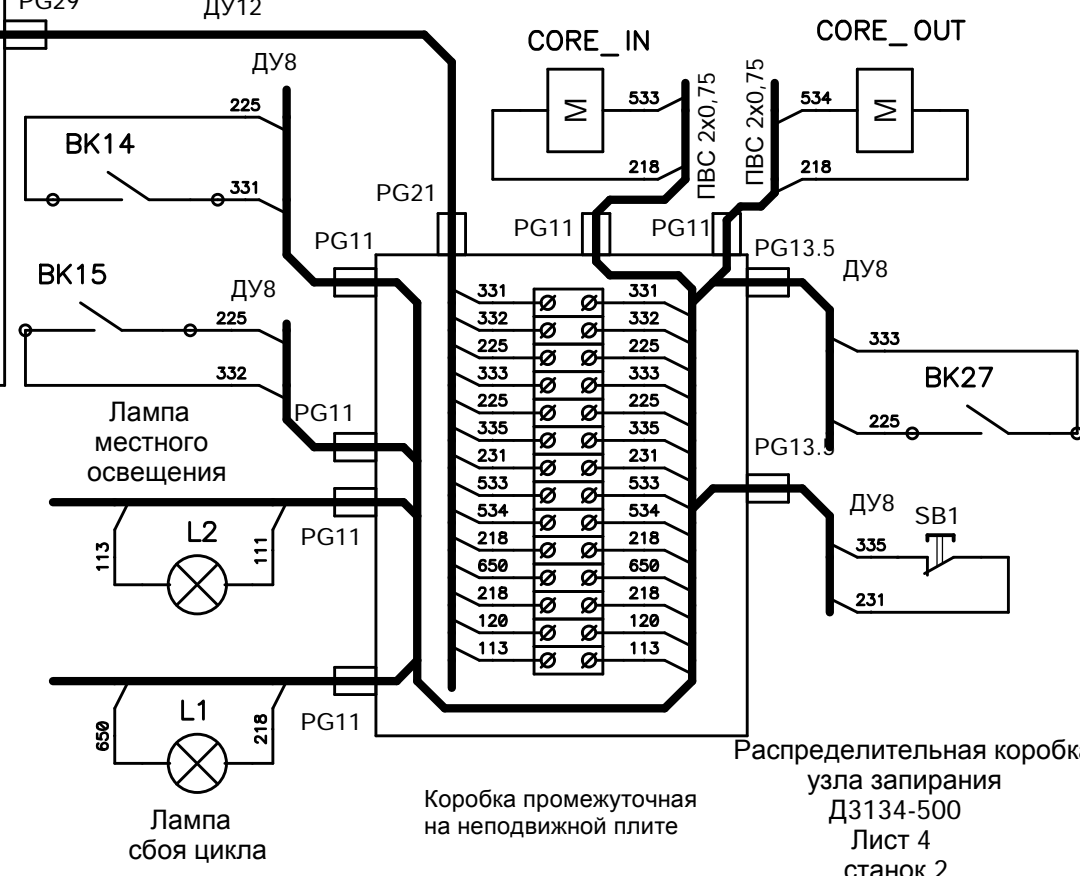 PG29
ДУ12
CORE_IN
CORE_OUT
ДУ8
225
BK14
331
533
M
218
ПВС 2х0,75
ПВС 2х0,75
534
M
218
PG21
PG11
PG11
PG11
PG13.5
ДУ8
BK15
ДУ8
225
332
331 331
332 332
225 225
333 333
225 225
335 335
231 231
533 533
534 534
218 218
650 650
218 218
120 120
113 113
333
BK27
225
PG13.5
PG11
Лампа
местного
освещения
PG11
L2
113
111
ДУ8
SB1
335
231
L1
650
218
PG11
Лампа
сбоя цикла
Коробка промежуточная
на неподвижной плите
Распределительная коробка
узла запирания
Д3134-500
Лист 4
станок 2